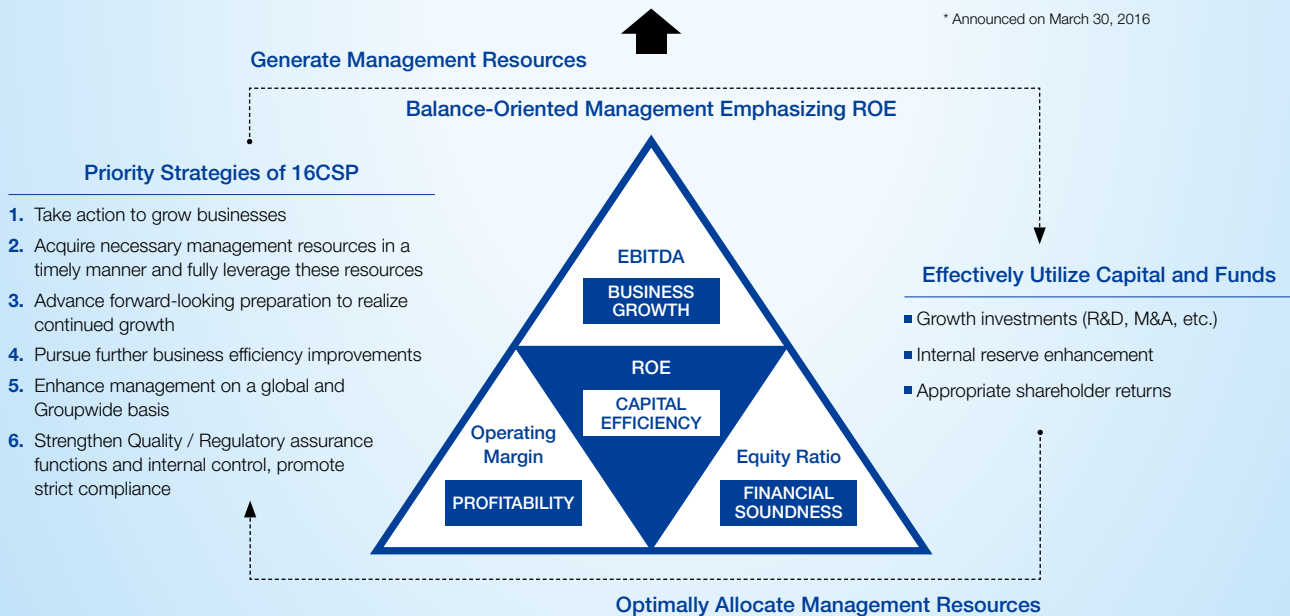 * Announced on March 30, 2016
Generate Management Resources
Balance-Oriented Management Emphasizing ROE
Priority Strategies of 16CSP
1. Take action to grow businesses
2. Acquire necessary management resources in a
timely manner and fully leverage these resources
3. Advance forward-looking preparation to realize
continued growth
4. Pursue further business efficiency improvements
5. Enhance management on a global and
Groupwide basis
6. Strengthen Quality / Regulatory assurance
functions and internal control, promote
strict compliance
EBITDA
BUSINESS
GROWTH
ROE
CAPITAL
EFFICIENCY
Operating
Margin
PROFITABILITY
Equity Ratio
FINANCIAL
SOUNDNESS
Effectively Utilize Capital and Funds
■ Growth investments (R&D, M&A, etc.)
■ Internal reserve enhancement
■ Appropriate shareholder returns
Optimally Allocate Management Resources